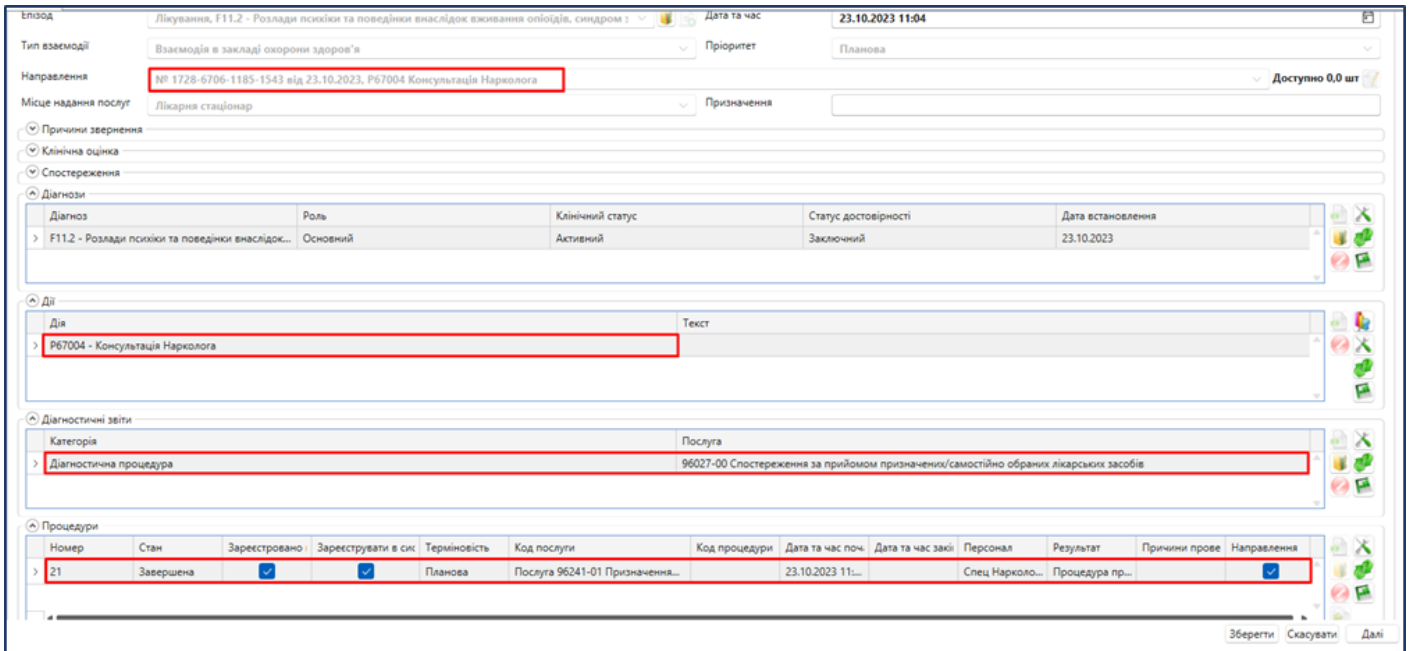 Епізод Лікування, F11.2 - Розлади психіки та поведінки внаслідок вживання опіоїдів, синдром : Дата та час 23.10.2023 11:04
Тип взаємодії Взаємодія в закладі охорони здоров'я Пріоритет Планова
Направлення № 1728-6706-1185-1543 від 23.10.2023, P67004 Консультація Нарколога Доступно 0,0 шт
Місце надання послуг Лікарня стаціонар Призначення
Причини звернення
Клінічна оцінка
Спостереження
Діагнози
Діагноз Роль Клінічний статус Статус достовірності Дата встановлення
F11.2 - Розлади психіки та поведінки внаслідок... Основний Активний Заключний 23.10.2023
Дії
Дія Текст
P67004 - Консультація Нарколога
Діагностичні звіти
Категорія Послуга
Діагностична процедура 96027-00 Спостереження за прийомом призначених/самостійно обраних лікарських засобів
Процедури
Номер Стан Зареєстровано Зареєструвати в сис Терміновість Код послуги Код процедури Дата та час поч. Дата та час закі Персонал Результат Причини прове Направлення
21 Завершена Планова Послуга 96241-01 Призначення... 23.10.2023 11:... Спец Нарколо... Процедура пр...
Зберегти Скасувати Далі